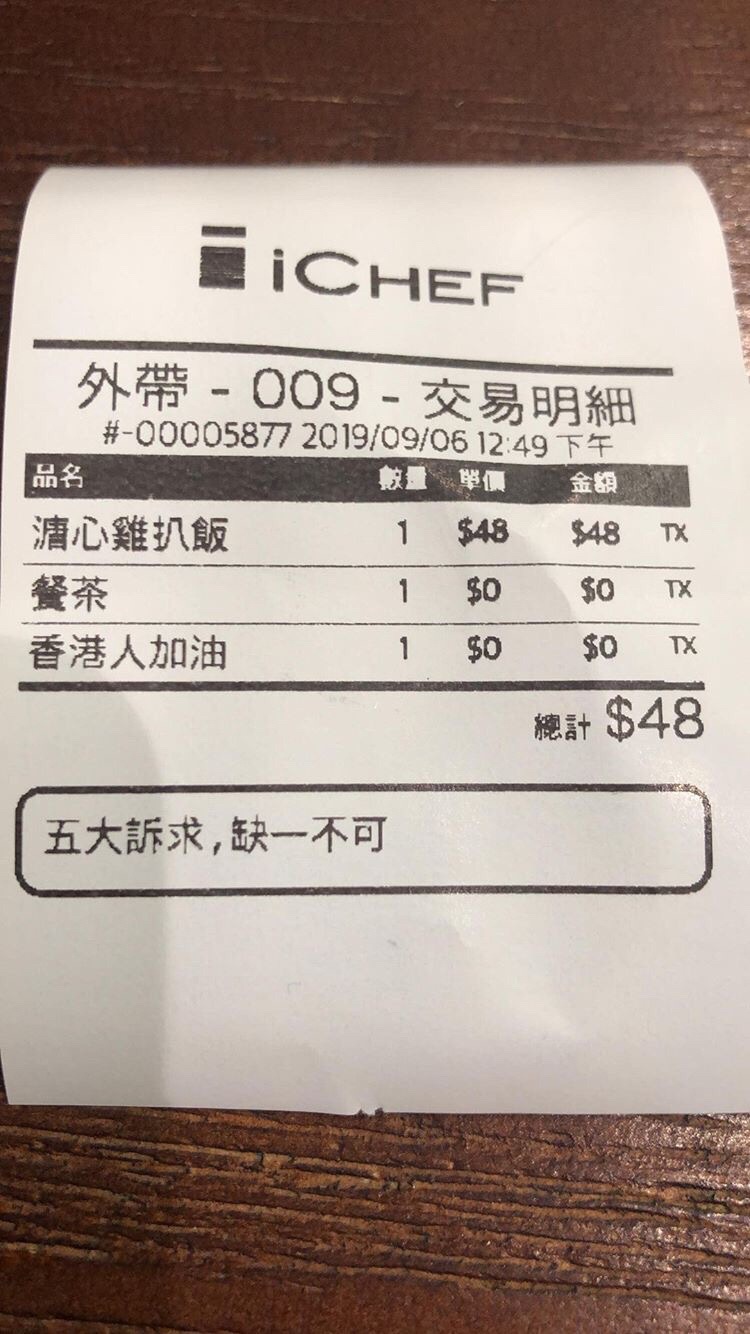 iCHEF
外帶 - 009 - 交易明細
#-00005877 2019/09/06 12:49 下午
品名 數量 單價 金額
溏心雞扒飯 1 $48 $48 TX
餐茶 1 $0 $0 TX
香港人加油 1 $0 $0 TX
總計 $48
五大訴求,缺一不可